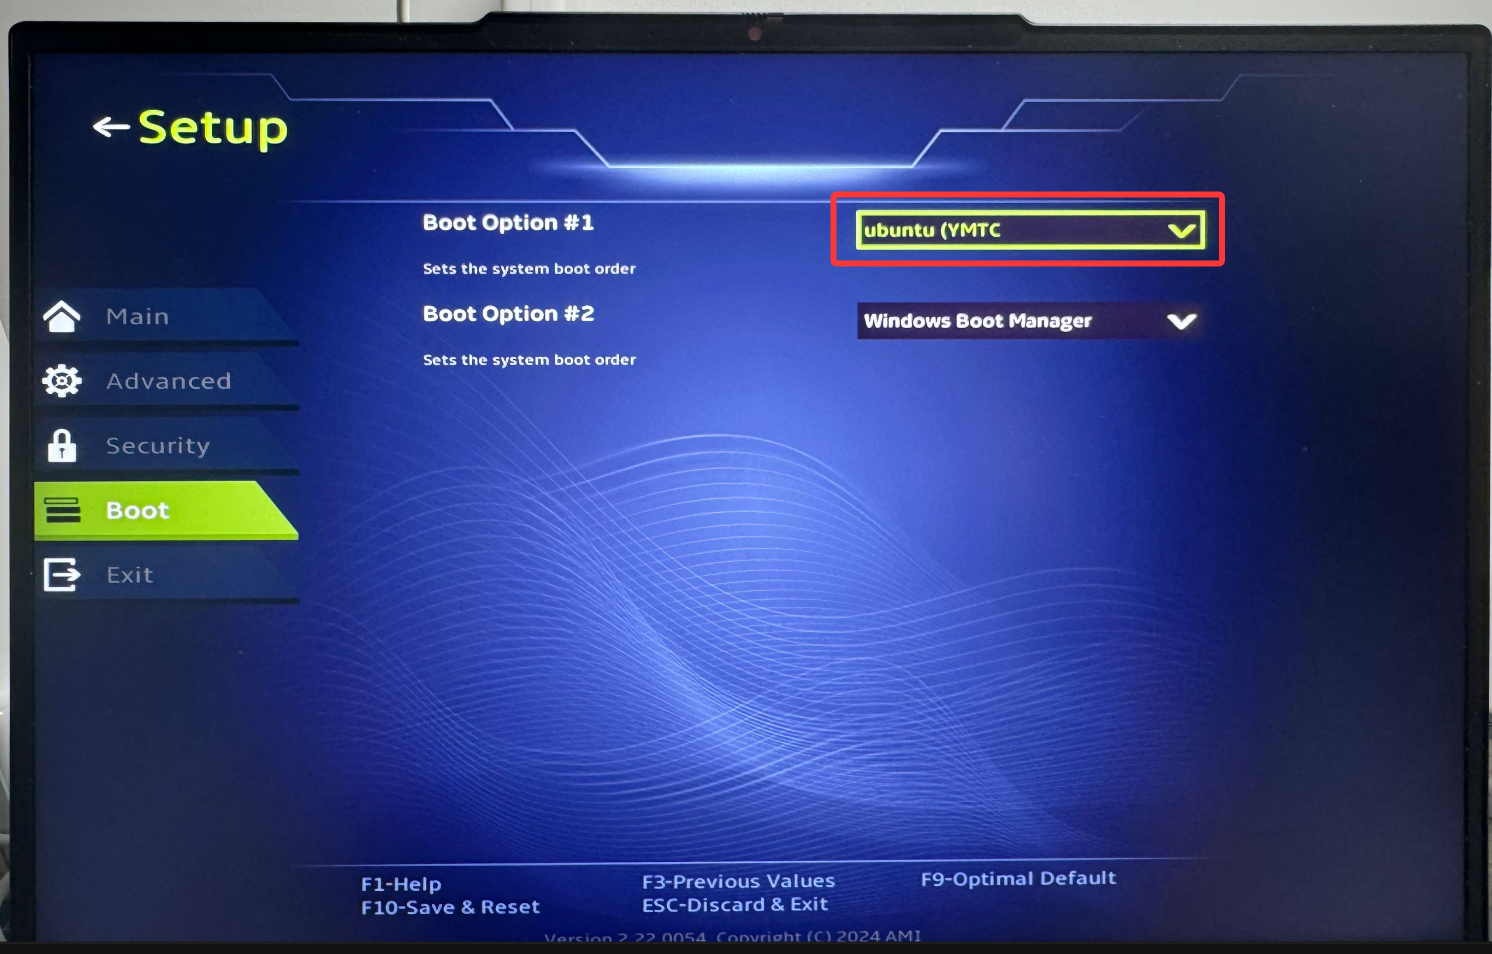 Setup
Boot Option #1
ubuntu (YMTC
Sets the system boot order
Boot Option #2
Windows Boot Manager
Sets the system boot order
Main
Advanced
Security
Boot
Exit
F1-Help
F3-Previous Values
F9-Optimal Default
F10-Save & Reset
ESC-Discard & Exit
Version 2.22.0054. Copyright (C) 2024 AMI